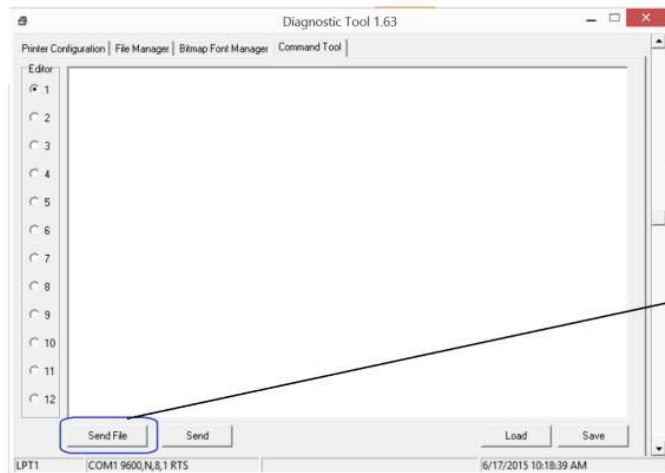 Diagnostic Tool 1.63
Printer Configuration File Manager Bitmap Font Manager Command Tool
Editor
1
2
3
4
5
6
7
8
9
10
11
12
Send File Send Load Save
LPT1 COM1 9600,N,8,1 RTS 6/17/2015 10:18:39 AM